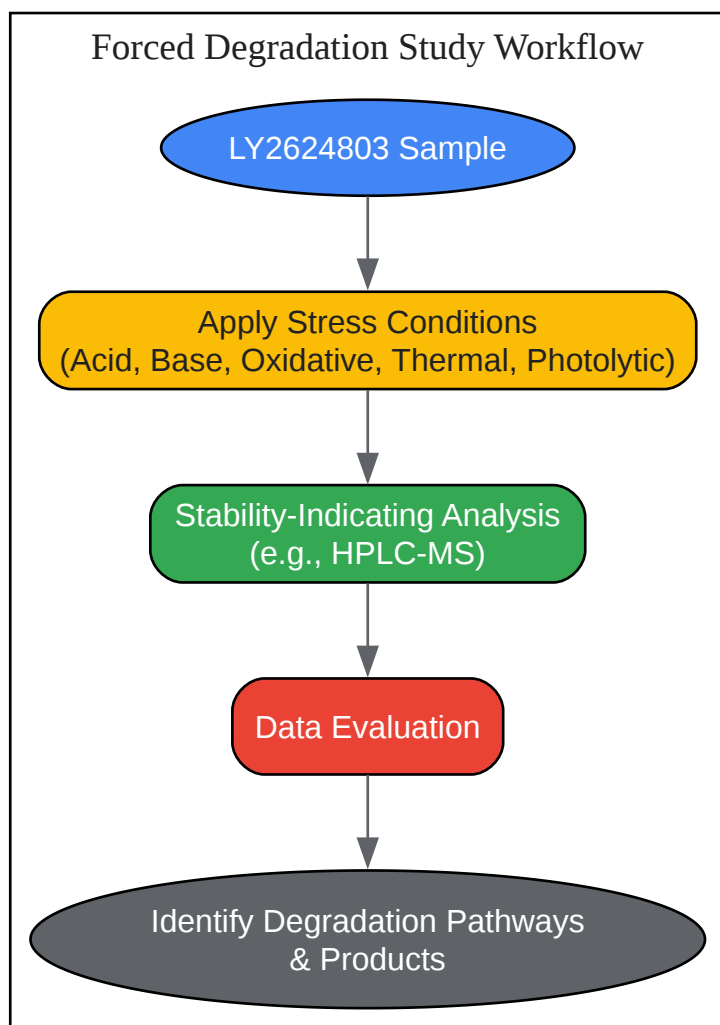 Forced Degradation Study Workflow
LY2624803 Sample
Apply Stress Conditions
(Acid, Base, Oxidative, Thermal, Photolytic)
Stability-Indicating Analysis
(e.g., HPLC-MS)
Data Evaluation
Identify Degradation Pathways
& Products